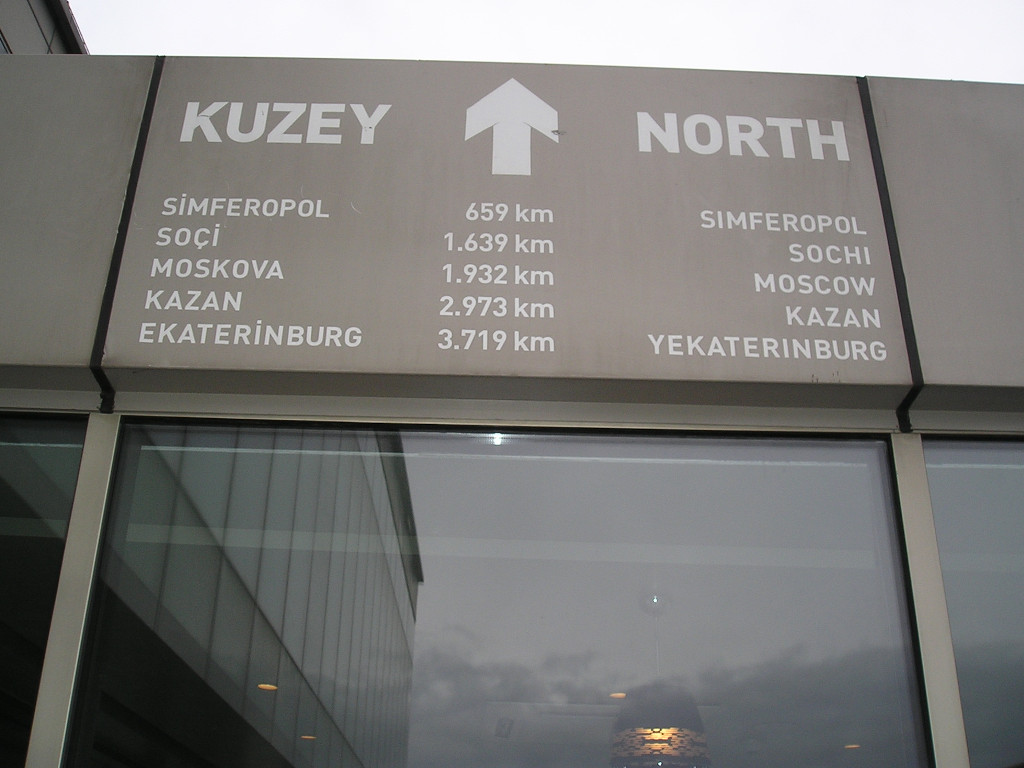 KUZEY NORTH
SİMFEROPOL 659 km SIMFEROPOL
SOÇİ 1.639 km SOCHI
MOSKOVA 1.932 km MOSCOW
KAZAN 2.973 km KAZAN
EKATERİNBURG 3.719 km YEKATERINBURG